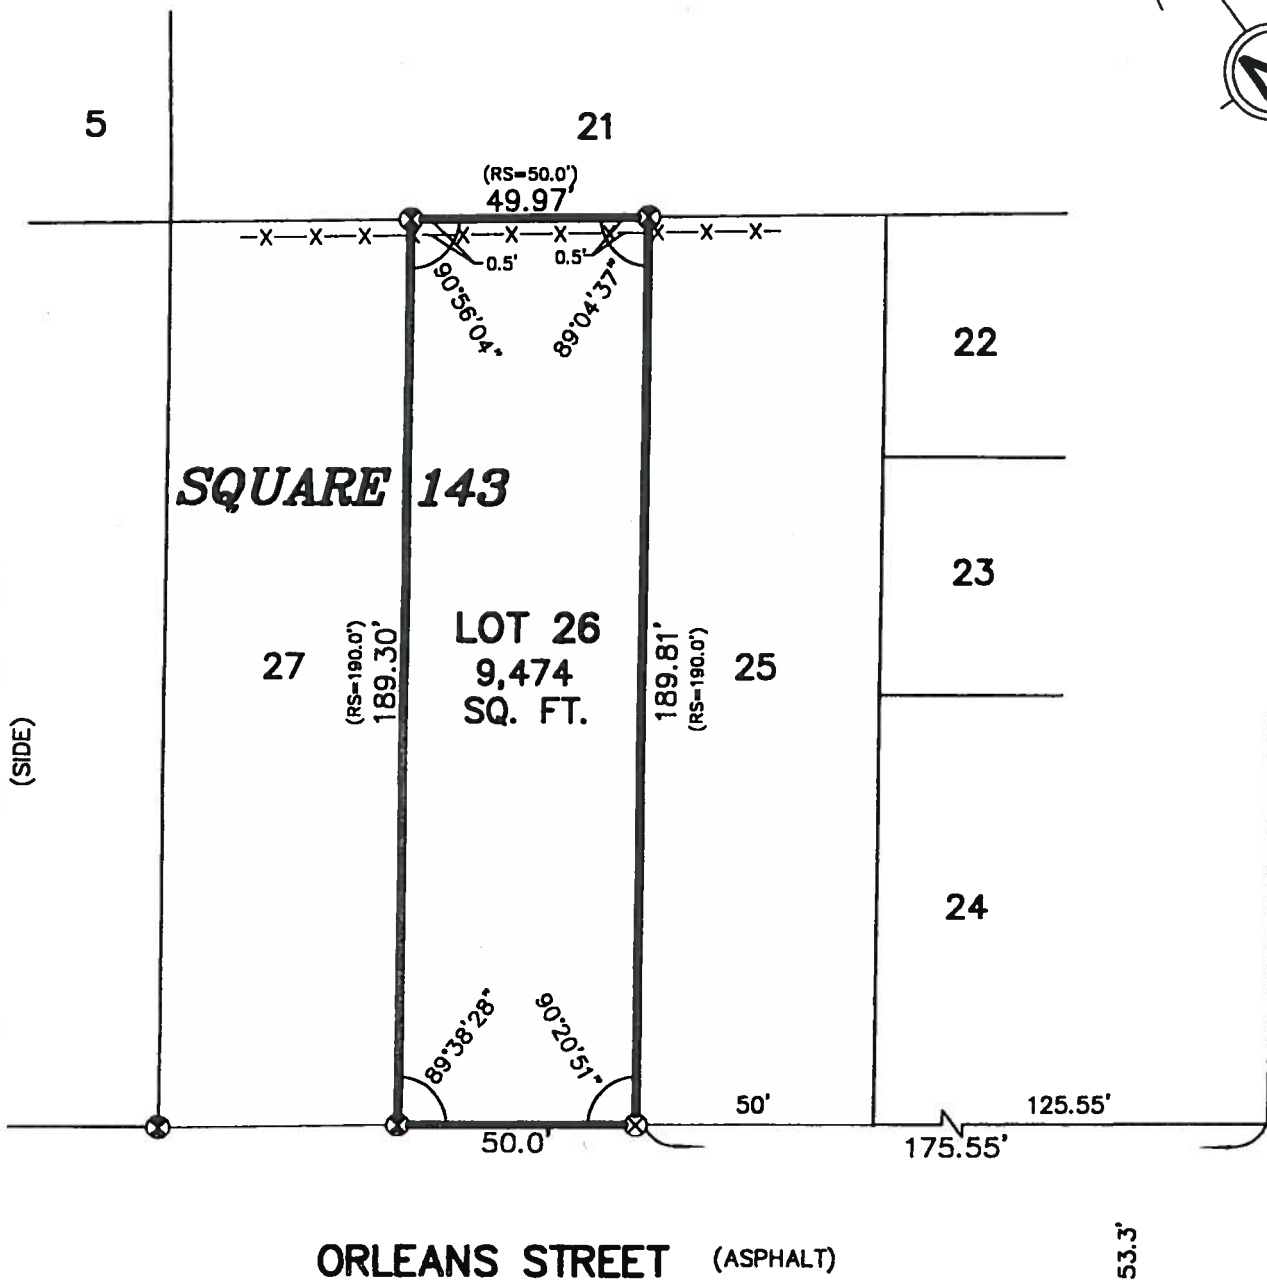 5
21
(RS=50.0')
49.97'
X X X X X X X X X X X
0.5'
0.5'
90°56'04"
89°04'37"
22
SQUARE 143
23
LOT 26
9,474
SQ. FT.
27
(RS=190.0')
189.30'
189.81'
(RS=190.0')
25
(SIDE)
24
89°38'28"
90°20'51"
50'
125.55'
50.0'
175.55'
53.3'
ORLEANS STREET (ASPHALT)